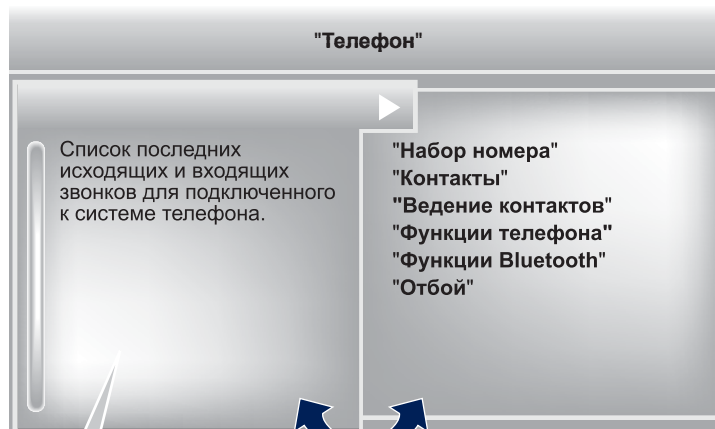 "Телефон"
Список последних
исходящих и входящих
звонков для подключенного
к системе телефона.
"Набор номера"
"Контакты"
"Ведение контактов"
"Функции телефона"
"Функции Bluetooth"
"Отбой"